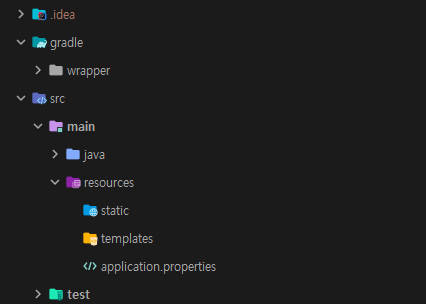 .idea
gradle
wrapper
src
main
java
resources
static
templates
application.properties
test